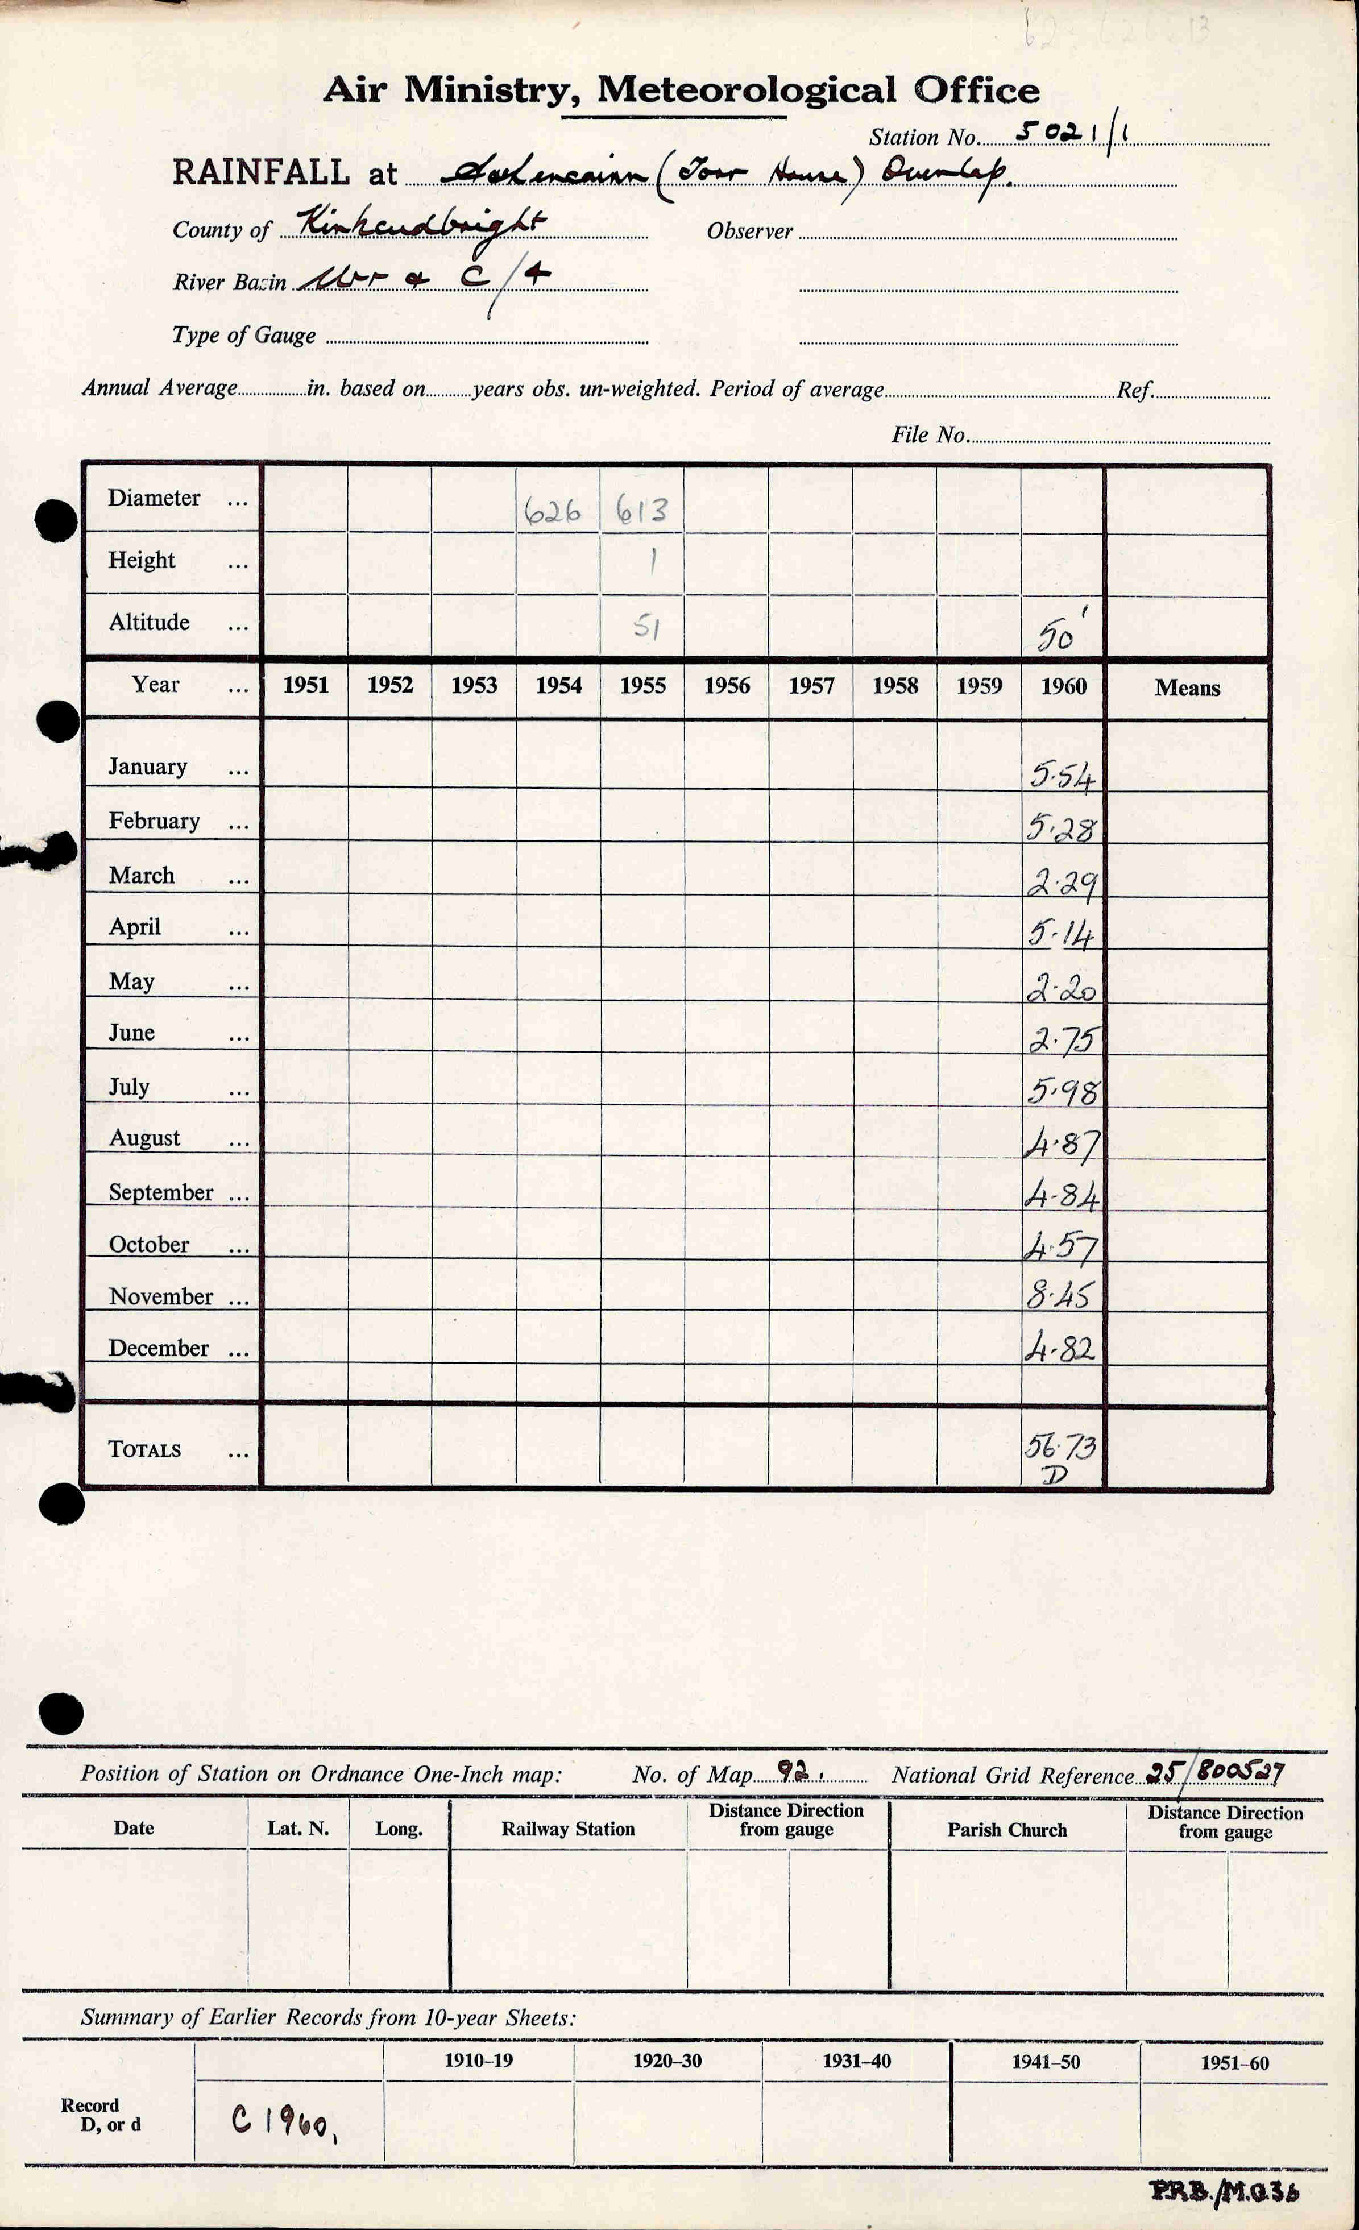 Air Ministry, Meteorological Office
Station No. 5021/1
RAINFALL at (Torr House)
County of Kirkcudbright Observer
River Basin Urr & C/4
Type of Gauge
Annual Average in. based on years obs. un-weighted. Period of average Ref.
File No.
Diameter ... 626 613
Height ... 1
Altitude ... 51 50'
Year ... 1951 1952 1953 1954 1955 1956 1957 1958 1959 1960 Means
January ... 5.54
February ... 5.28
March ... 2.29
April ... 5.14
May ... 2.20
June ... 2.75
July ... 5.98
August ... 4.87
September ... 4.84
October ... 4.57
November ... 8.45
December ... 4.82
TOTALS ... 56.73
D
Position of Station on Ordnance One-Inch map: No. of Map 92. National Grid Reference 25/800527
Date Lat. N. Long. Railway Station Distance Direction from gauge Parish Church Distance Direction from gauge
Summary of Earlier Records from 10-year Sheets:
1910–19 1920–30 1931–40 1941–50 1951–60
Record D, or d C 1960,
P.R.B./M.O.36